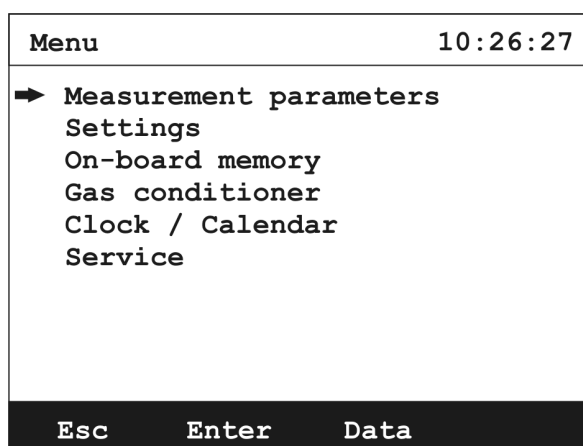 Menu 10:26:27
Measurement parameters
Settings
On-board memory
Gas conditioner
Clock / Calendar
Service
Esc Enter Data